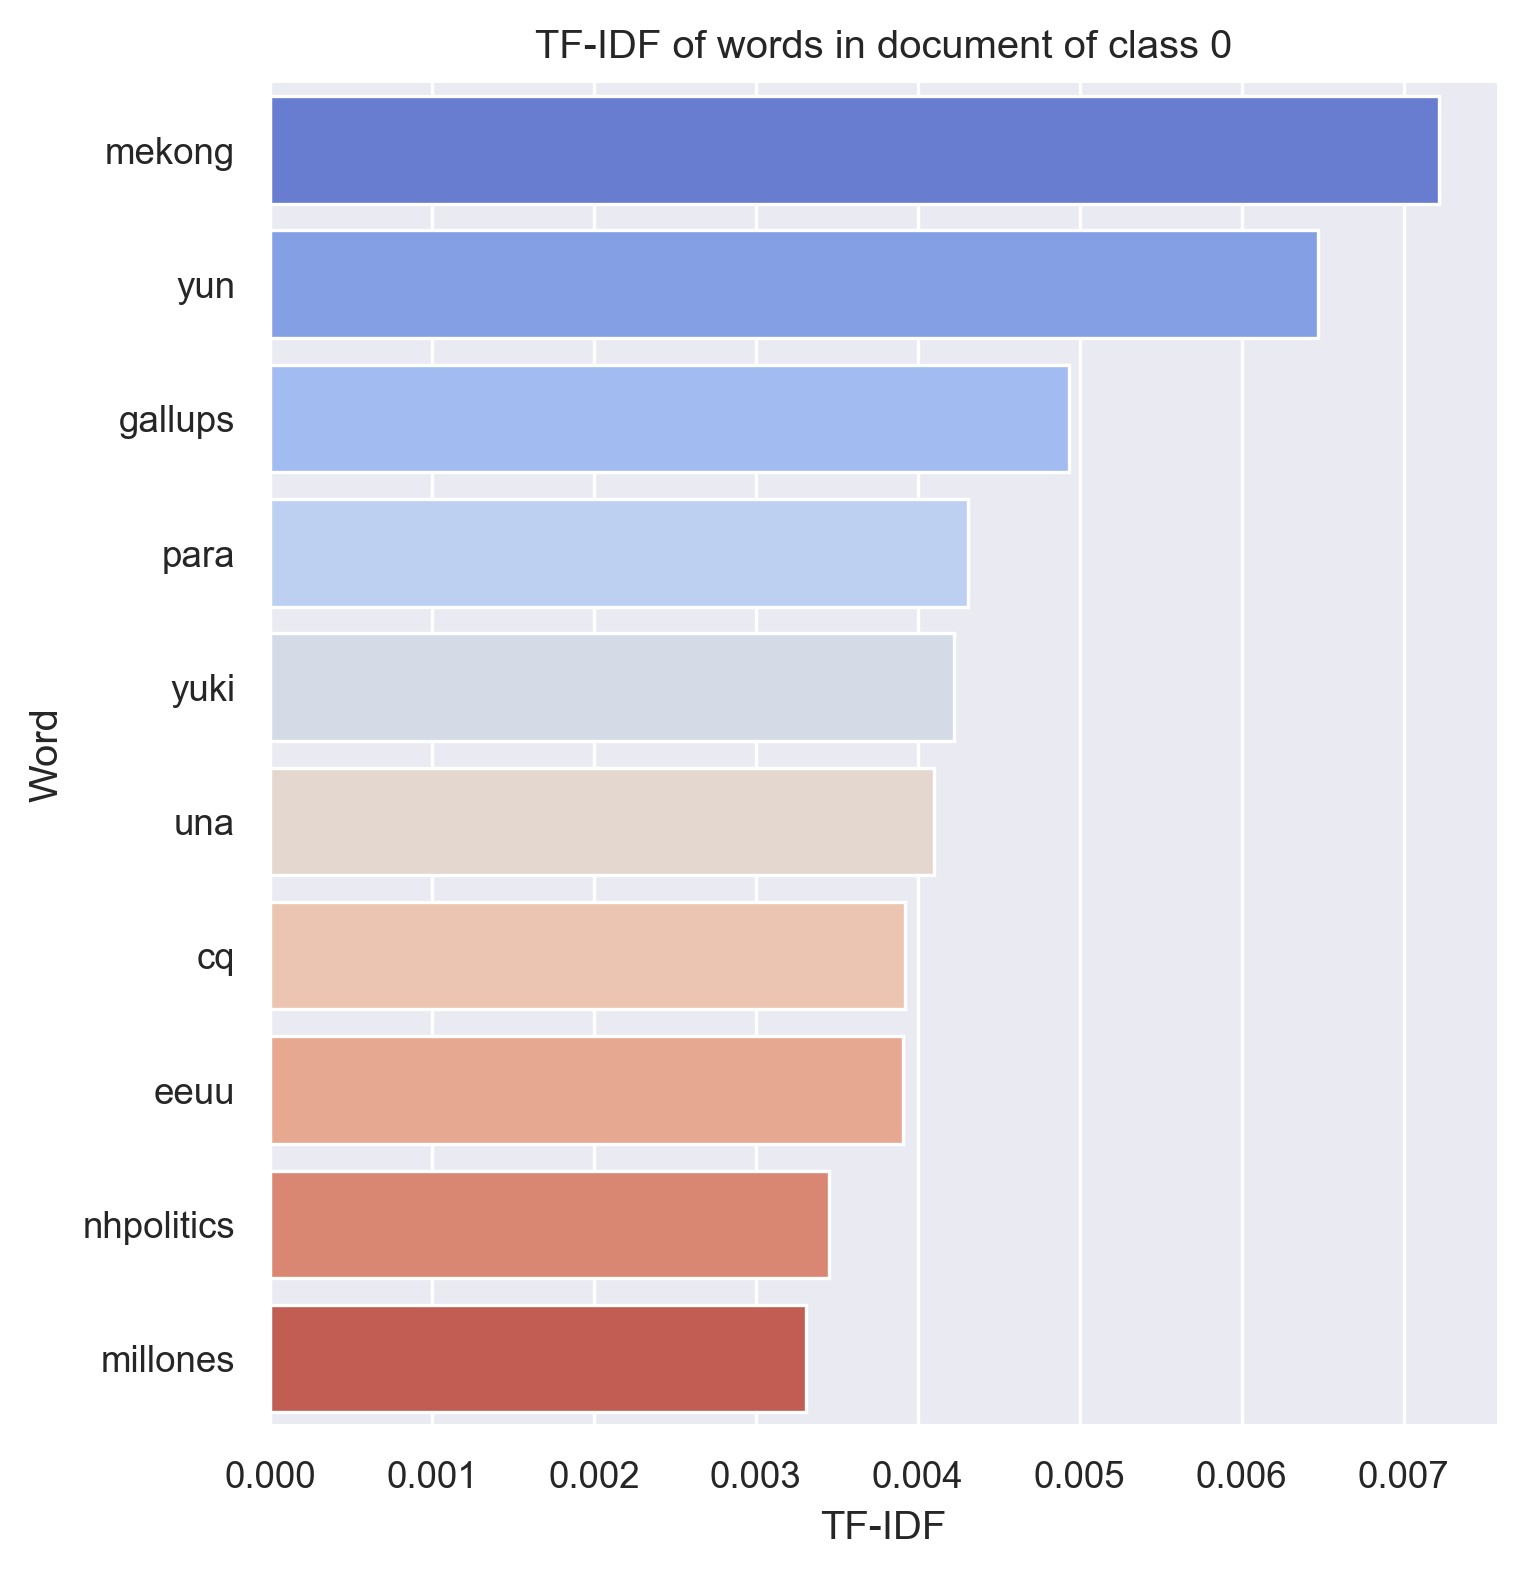 TF-IDF of words in document of class 0
mekong
yun
gallups
para
yuki
una
cq
eeuu
nhpolitics
millones
Word
0.000 0.001 0.002 0.003 0.004 0.005 0.006 0.007
TF-IDF